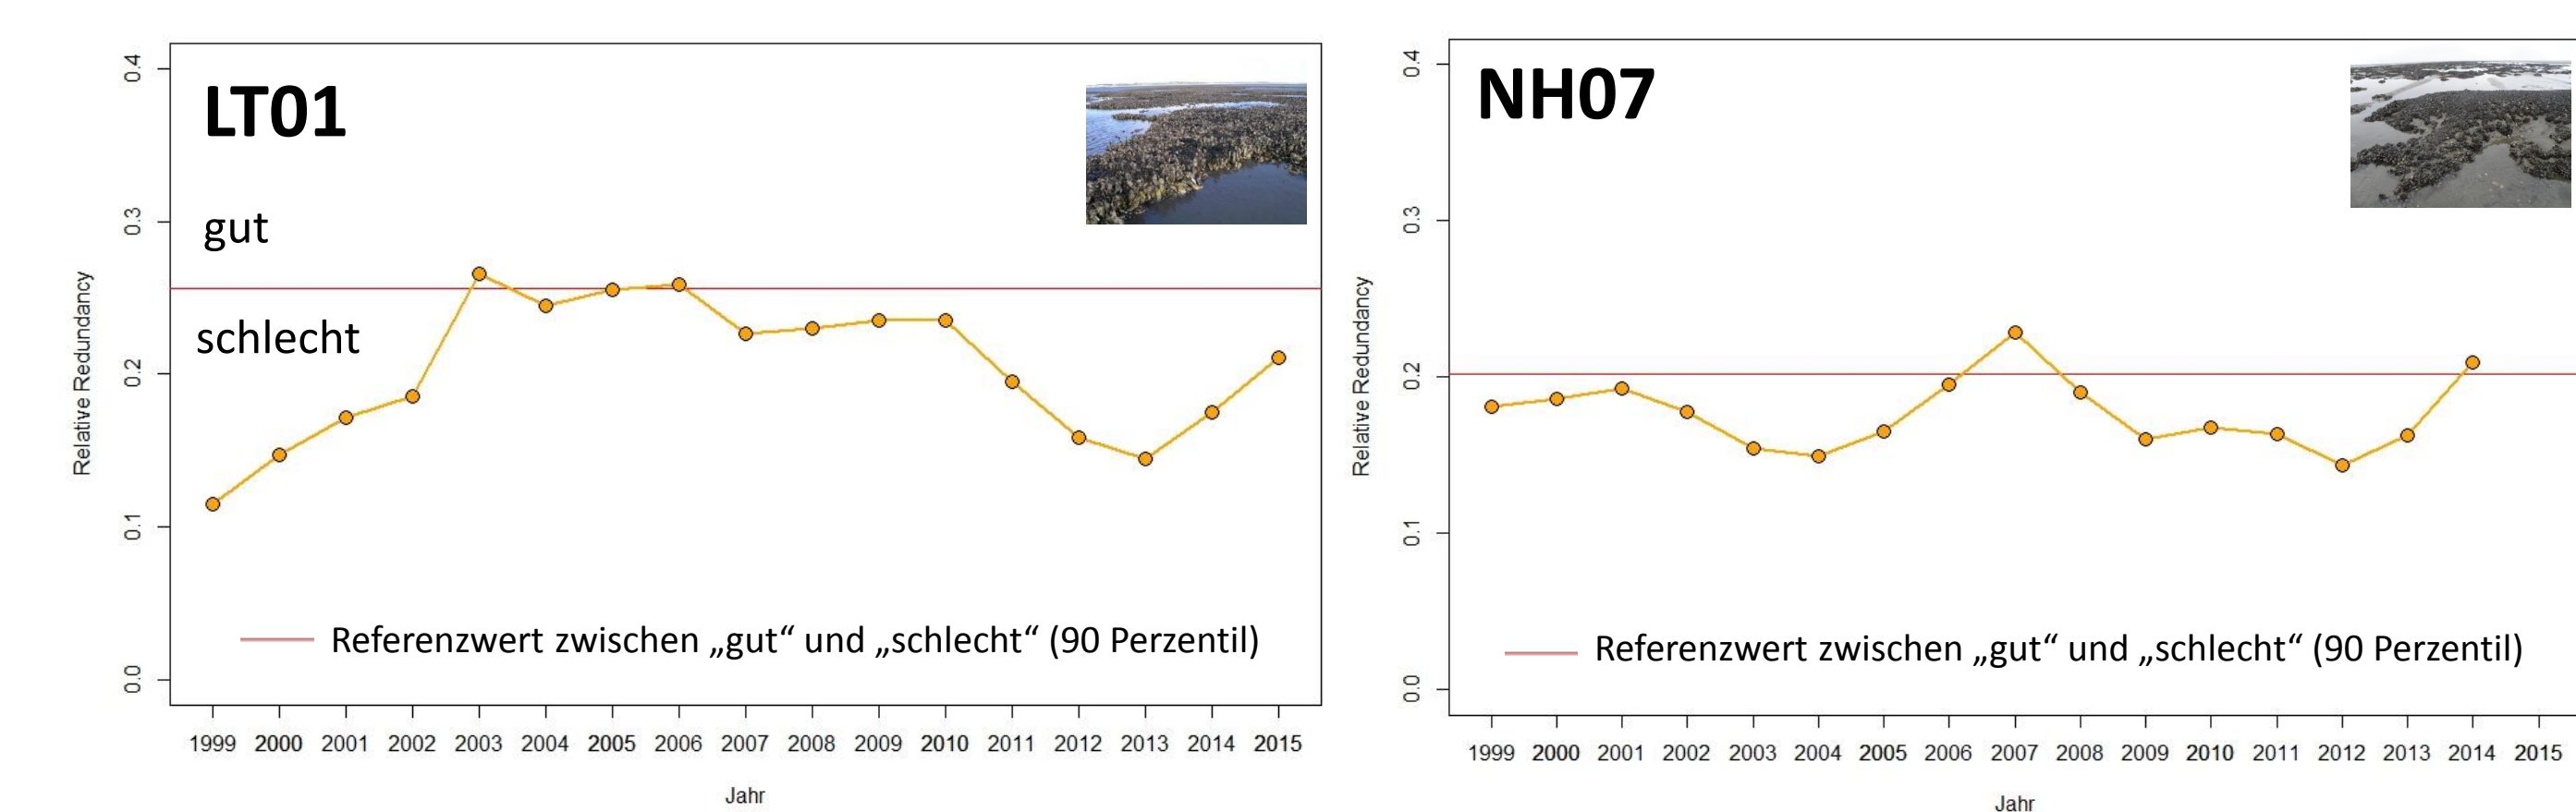 LT01
gut
schlecht
Relative Redundancy
0.4
0.3
0.2
0.1
0.0
Referenzwert zwischen „gut“ und „schlecht“ (90 Perzentil)
1999 2000 2001 2002 2003 2004 2005 2006 2007 2008 2009 2010 2011 2012 2013 2014 2015
Jahr
NH07
Relative Redundancy
0.4
0.3
0.2
0.1
0.0
Referenzwert zwischen „gut“ und „schlecht“ (90 Perzentil)
1999 2000 2001 2002 2003 2004 2005 2006 2007 2008 2009 2010 2011 2012 2013 2014 2015
Jahr